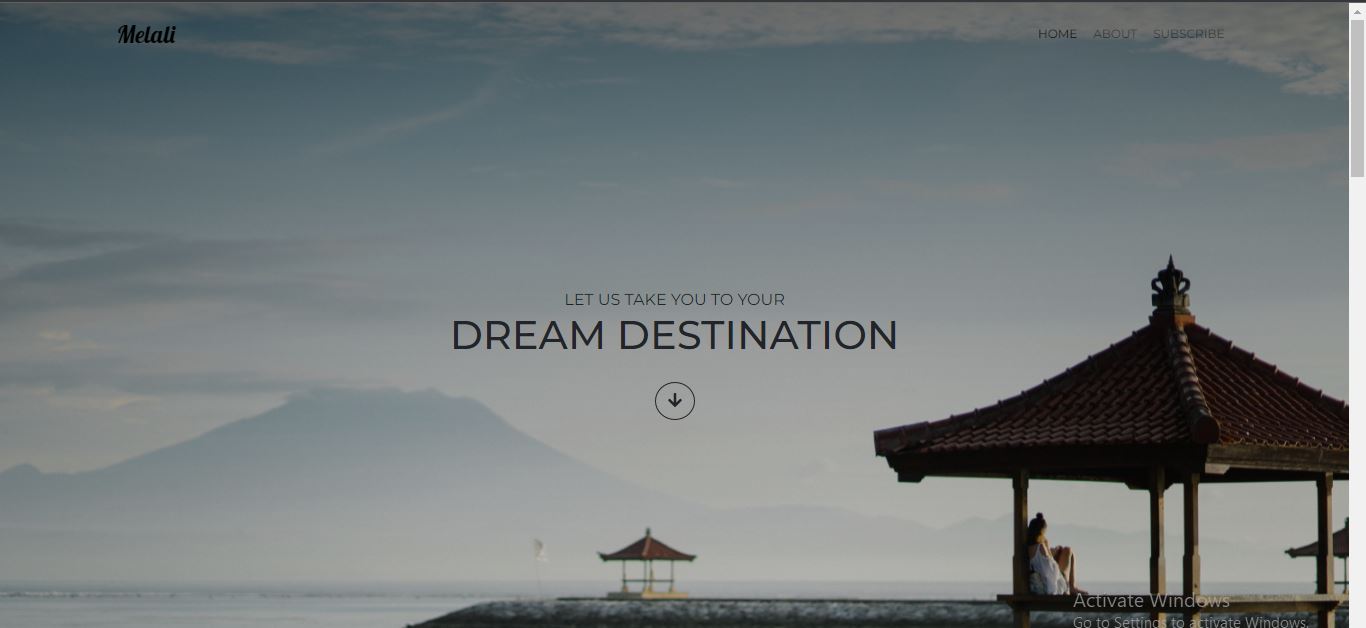 Melali
HOME ABOUT SUBSCRIBE
LET US TAKE YOU TO YOUR
DREAM DESTINATION
Activate Windows
Go to Settings to activate Windows.